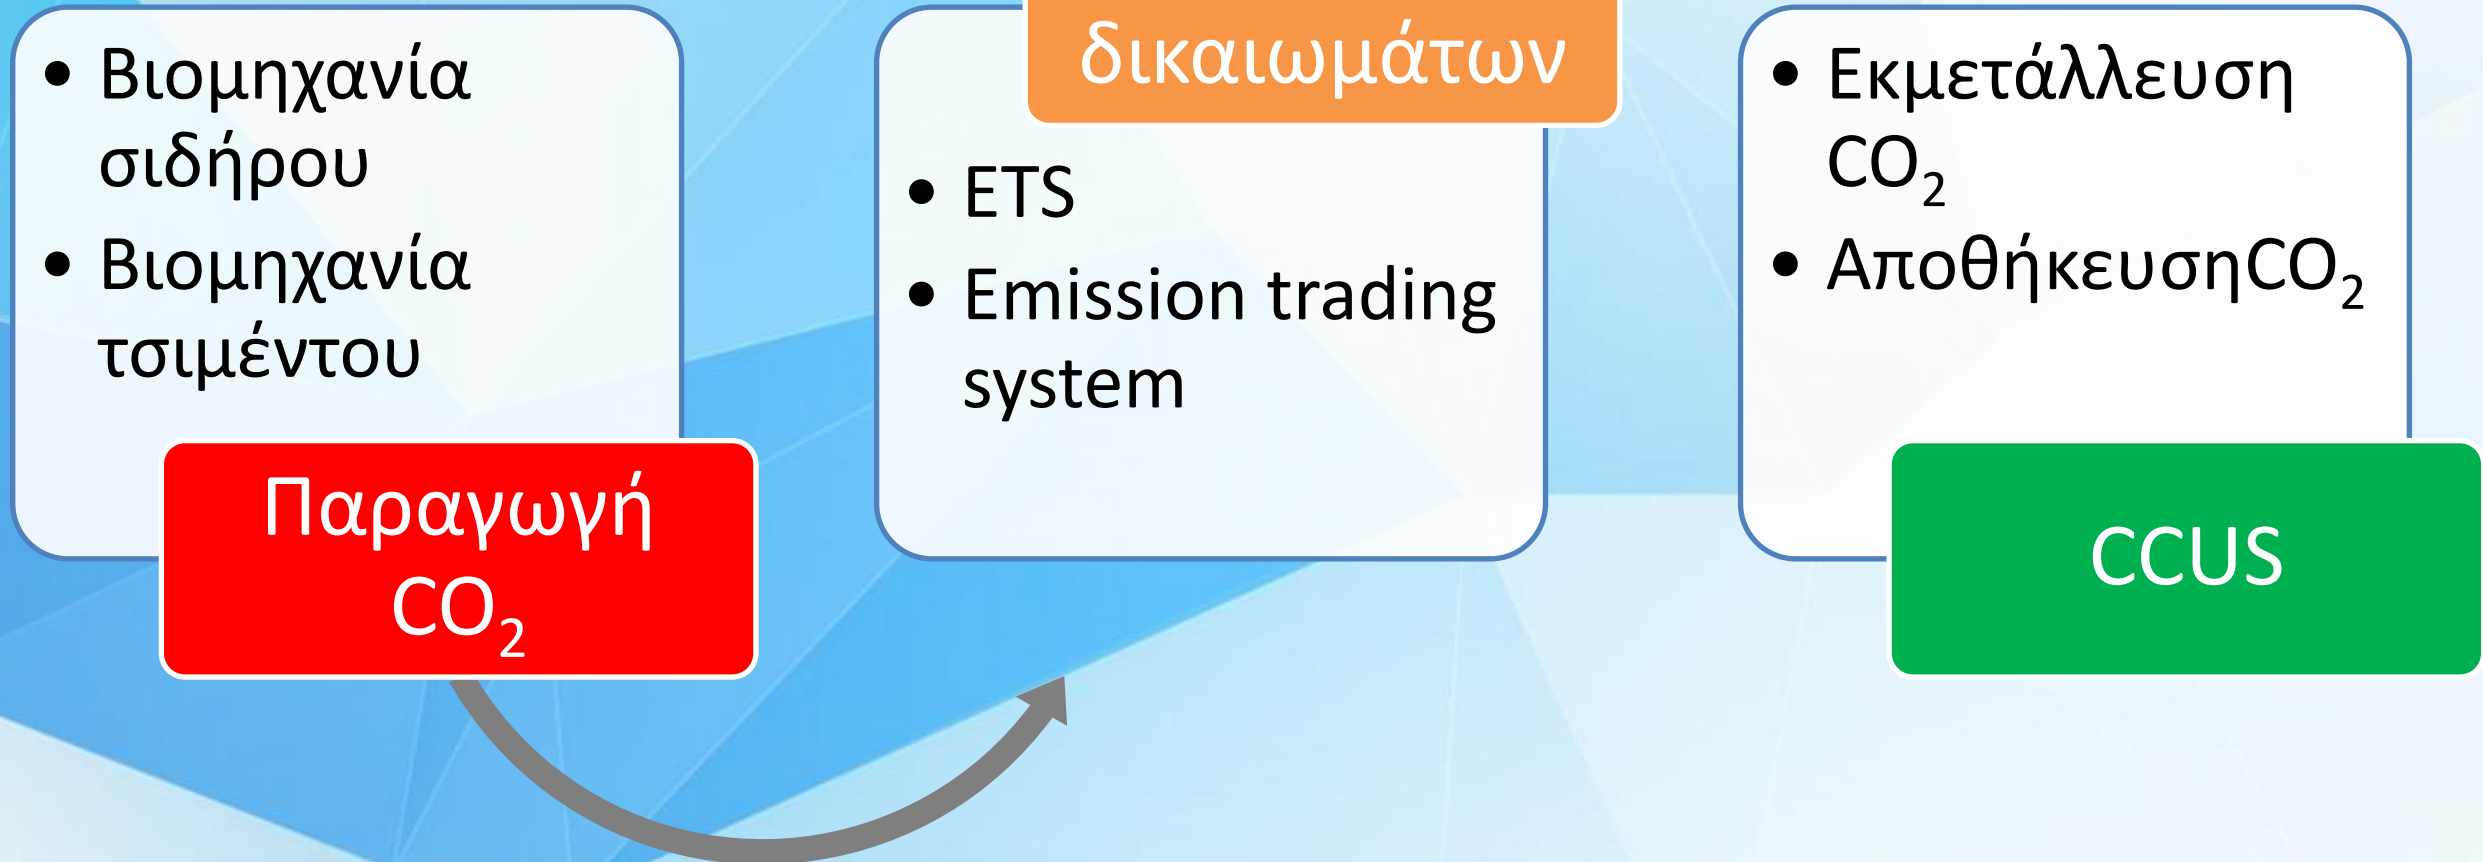 • Βιομηχανία
σιδήρου
• Βιομηχανία
τσιμέντου
Παραγωγή
CO₂
δικαιωμάτων
• ETS
• Emission trading
system
• Εκμετάλλευση
CO₂
• ΑποθήκευσηCO₂
CCUS